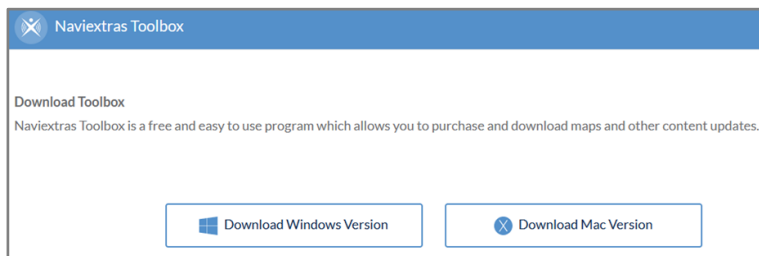 Naviextras Toolbox
Download Toolbox
Naviextras Toolbox is a free and easy to use program which allows you to purchase and download maps and other content updates.
Download Windows Version
Download Mac Version